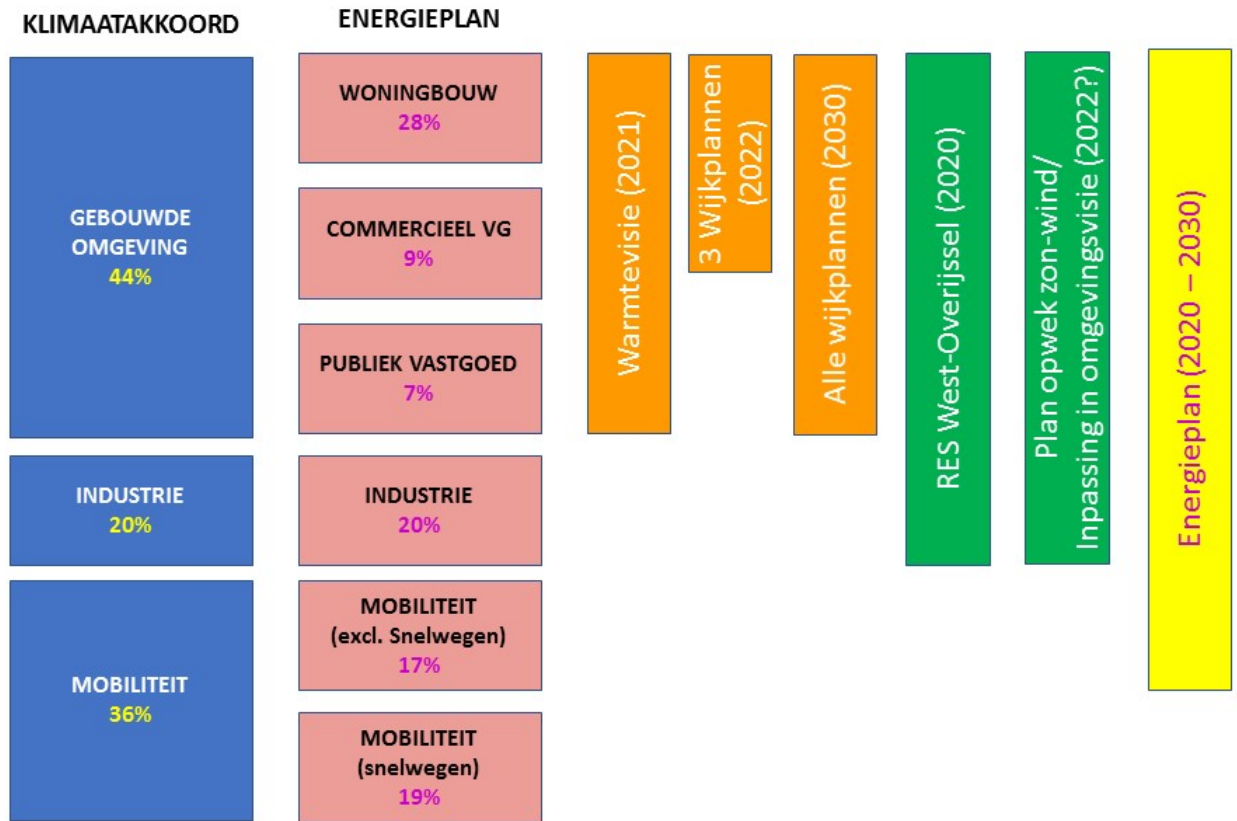 KLIMAATAKKOORD
GEBOUWDE
OMGEVING
44%
INDUSTRIE
20%
MOBILITEIT
36%
ENERGIEPLAN
WONINGBOUW
28%
COMMERCIEEL VG
9%
PUBLIEK VASTGOED
7%
INDUSTRIE
20%
MOBILITEIT
(excl. Snelwegen)
17%
MOBILITEIT
(snelwegen)
19%
Warmtevisie (2021)
3 Wijkplannen
(2022)
Alle wijkplannen (2030)
RES West-Overijssel (2020)
Plan opwek zon-wind/
Inpassing in omgevingsvisie (2022?)
Energieplan (2020 – 2030)